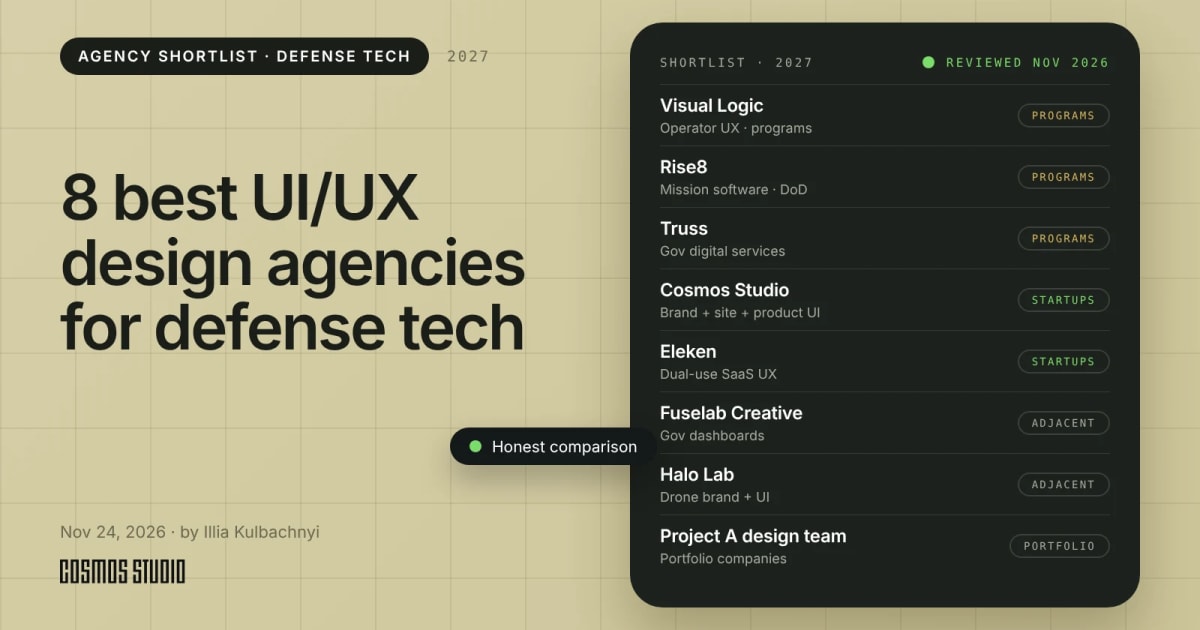 AGENCY SHORTLIST · DEFENSE TECH
2027
8 best UI/UX
design agencies
for defense tech
Honest comparison
Nov 24, 2026 · by Illia Kulbachnyi
COSMOS STUDIO
SHORTLIST · 2027
REVIEWED NOV 2026
Visual Logic
Operator UX · programs
PROGRAMS
Rise8
Mission software · DoD
PROGRAMS
Truss
Gov digital services
PROGRAMS
Cosmos Studio
Brand + site + product UI
STARTUPS
Eleken
Dual-use SaaS UX
STARTUPS
Fuselab Creative
Gov dashboards
ADJACENT
Halo Lab
Drone brand + UI
ADJACENT
Project A design team
Portfolio companies
PORTFOLIO